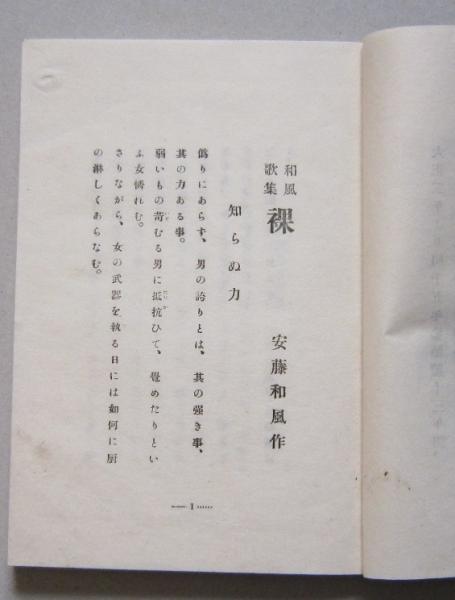 和風
歌集 裸
安藤和風作
知らぬ力
僞りにあらず、男の誇りとは、其の强き事、
其の力ある事。
弱いもの苛むる男に抵抗ひて、覺めたりとい
ふ女憐れむ。
さりながら、女の武器を執る日には如何に厨
の淋しくあらなむ。
— 1 ……